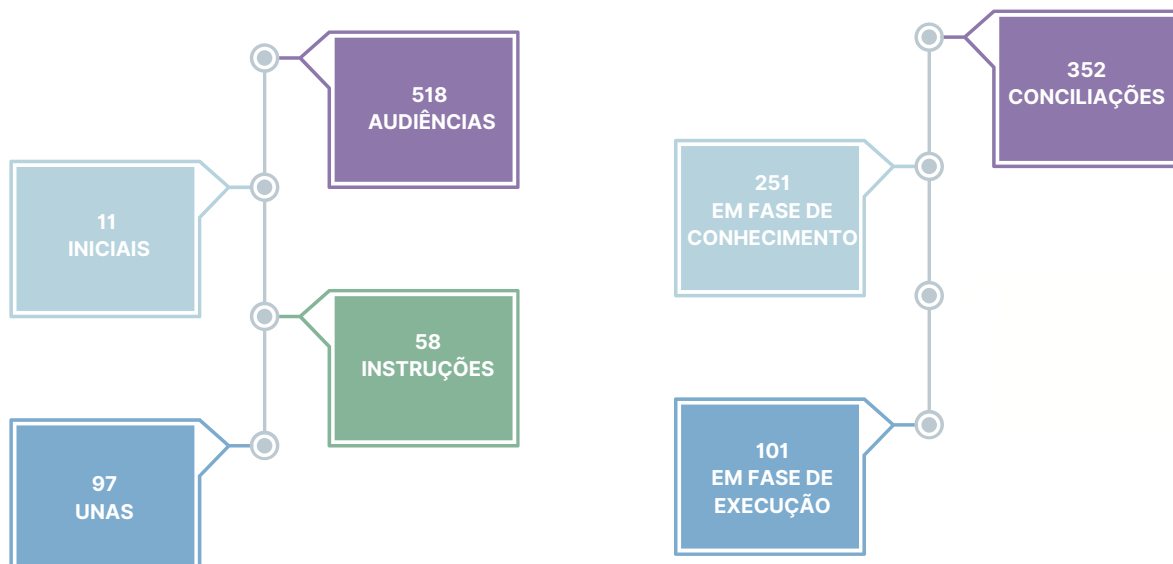 518
AUDIÊNCIAS
11
INICIAIS
58
INSTRUÇÕES
97
UNAS
352
CONCILIAÇÕES
251
EM FASE DE
CONHECIMENTO
101
EM FASE DE
EXECUÇÃO